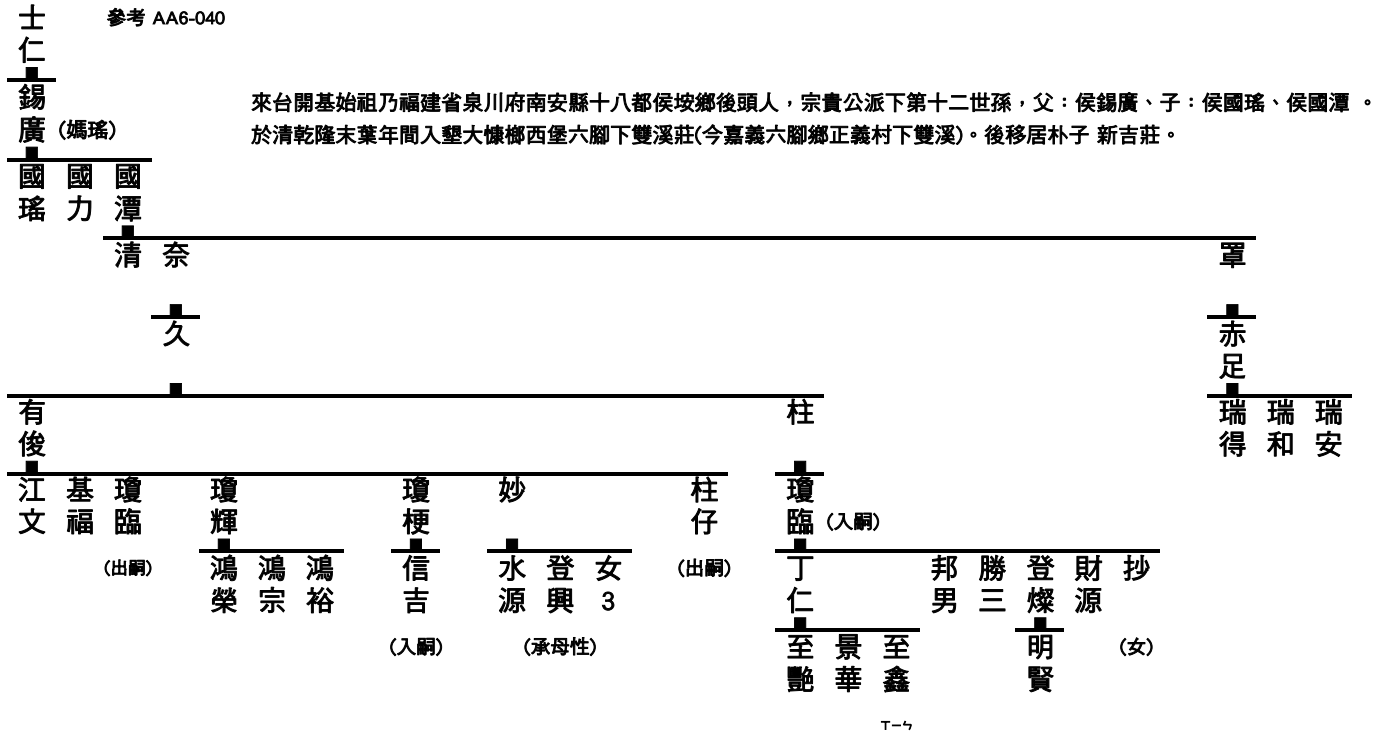 士仁
參考 AA6-040
錫廣 (媽瑤)
來台開基始祖乃福建省泉川府南安縣十八都侯垵鄉後頭人，宗貴公派下第十二世孫，父：侯錫廣、子：侯國瑤、侯國潭 。
於清乾隆末葉年間入墾大慷榔西堡六腳下雙溪莊(今嘉義六腳鄉正義村下雙溪)。後移居朴子 新吉莊。
國瑤 國力 國潭
清 奈 罩
久 赤足
有俊 柱 瑞得 瑞和 瑞安
江文 基福 瓊臨 瓊輝 瓊梗 妙 柱仔 瓊臨 (入嗣)
(出嗣) 鴻榮 鴻宗 鴻裕 信吉 水源 登興 女3 (出嗣) 丁仁 邦男 勝三 登燦 財源 抄
(入嗣) (承母性) 至艷 景華 至鑫 明賢 (女)